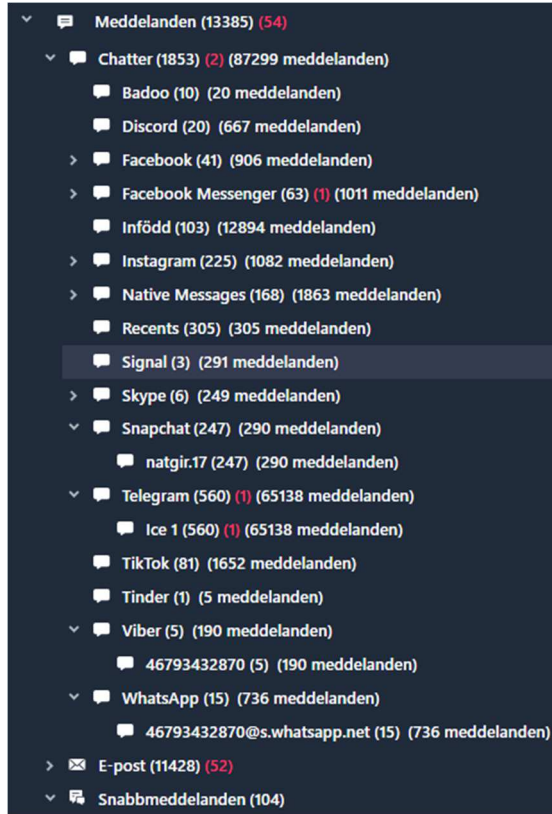 Meddelanden (13385) (54)
Chatter (1853) (2) (87299 meddelanden)
Badoo (10) (20 meddelanden)
Discord (20) (667 meddelanden)
Facebook (41) (906 meddelanden)
Facebook Messenger (63) (1) (1011 meddelanden)
Infödd (103) (12894 meddelanden)
Instagram (225) (1082 meddelanden)
Native Messages (168) (1863 meddelanden)
Recents (305) (305 meddelanden)
Signal (3) (291 meddelanden)
Skype (6) (249 meddelanden)
Snapchat (247) (290 meddelanden)
natgir.17 (247) (290 meddelanden)
Telegram (560) (1) (65138 meddelanden)
Ice 1 (560) (1) (65138 meddelanden)
TikTok (81) (1652 meddelanden)
Tinder (1) (5 meddelanden)
Viber (5) (190 meddelanden)
46793432870 (5) (190 meddelanden)
WhatsApp (15) (736 meddelanden)
46793432870@s.whatsapp.net (15) (736 meddelanden)
E-post (11428) (52)
Snabbmeddelanden (104)